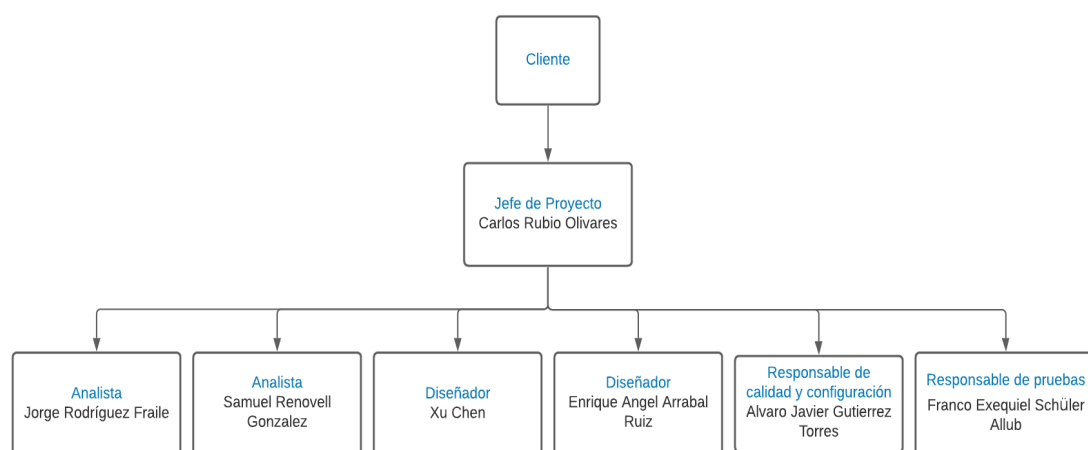 Cliente
Jefe de Proyecto
Carlos Rubio Olivares
Analista
Jorge Rodríguez Fraile
Analista
Samuel Renovell
Gonzalez
Diseñador
Xu Chen
Diseñador
Enrique Angel Arrabal
Ruiz
Responsable de
calidad y configuración
Alvaro Javier Gutierrez
Torres
Responsable de pruebas
Franco Exequiel Schüler
Allub